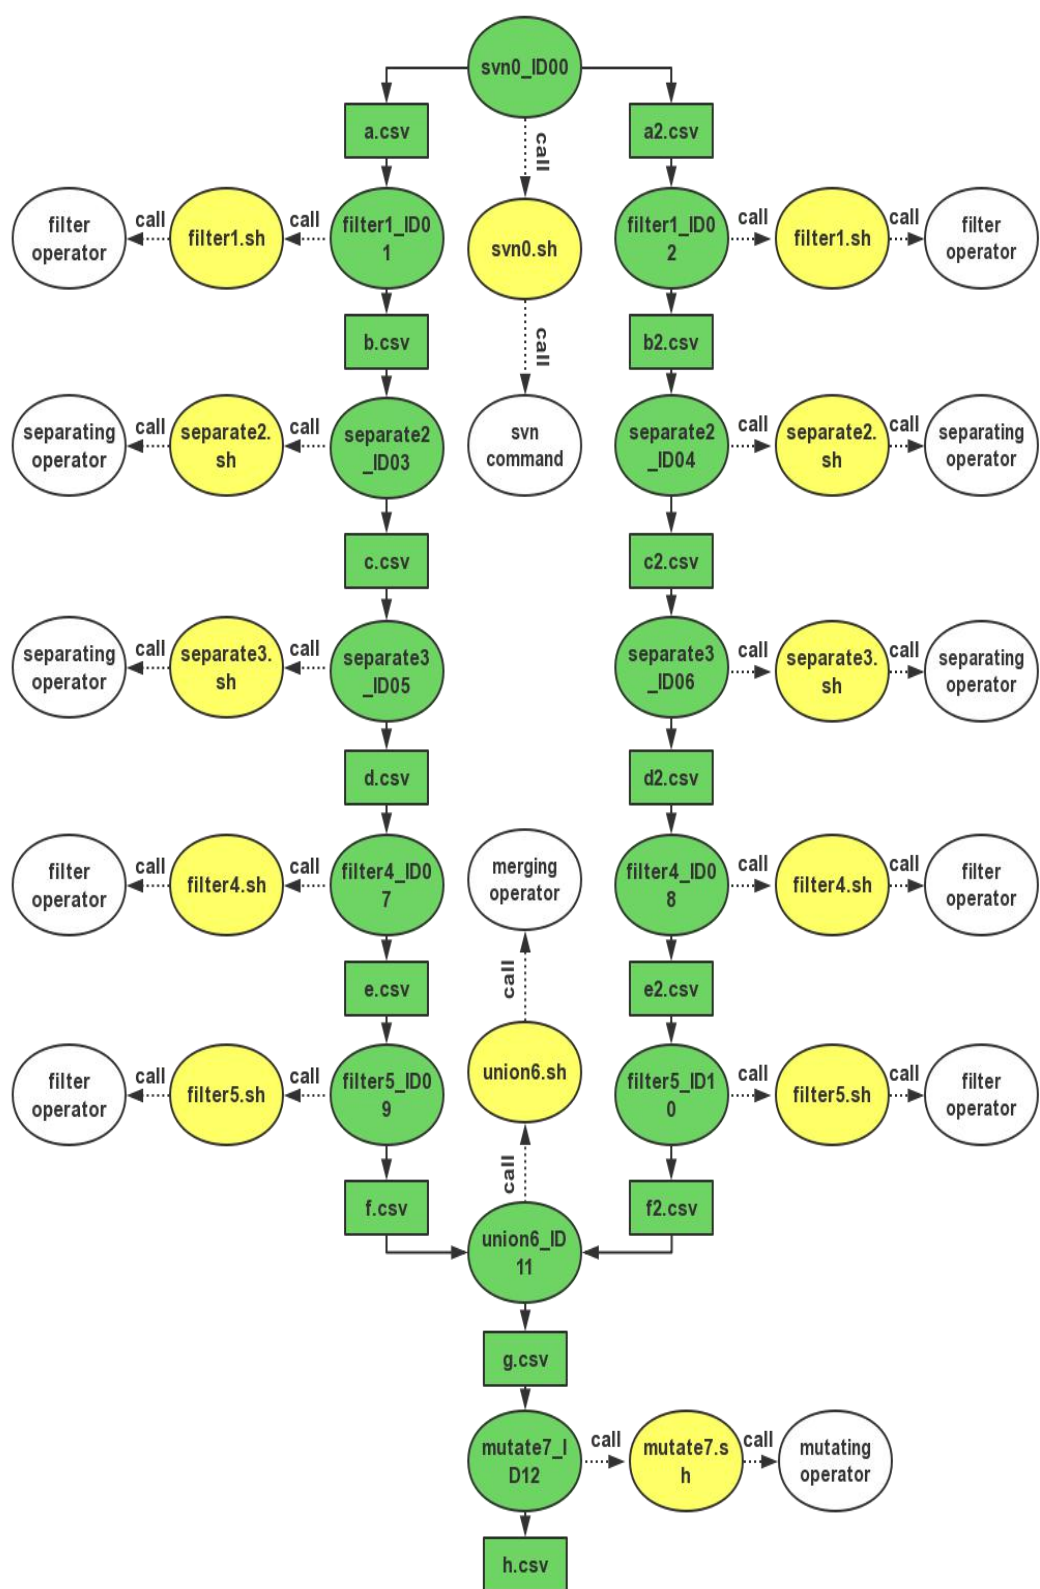 svn0_ID00
a.csv
a2.csv
call
filter
operator
call
filter1.sh
call
filter1_ID0
1
svn0.sh
filter1_ID0
2
call
filter1.sh
call
filter
operator
b.csv
call
b2.csv
separating
operator
call
separate2.
sh
call
separate2
_ID03
svn
command
separate2
_ID04
call
separate2.
sh
call
separating
operator
c.csv
c2.csv
separating
operator
call
separate3.
sh
call
separate3
_ID05
separate3
_ID06
call
separate3.
sh
call
separating
operator
d.csv
d2.csv
filter
operator
call
filter4.sh
call
filter4_ID0
7
merging
operator
filter4_ID0
8
call
filter4.sh
call
filter
operator
e.csv
call
e2.csv
filter
operator
call
filter5.sh
call
filter5_ID0
9
union6.sh
filter5_ID1
0
call
filter5.sh
call
filter
operator
f.csv
call
f2.csv
union6_ID
11
g.csv
mutate7_I
D12
call
mutate7.s
h
call
mutating
operator
h.csv